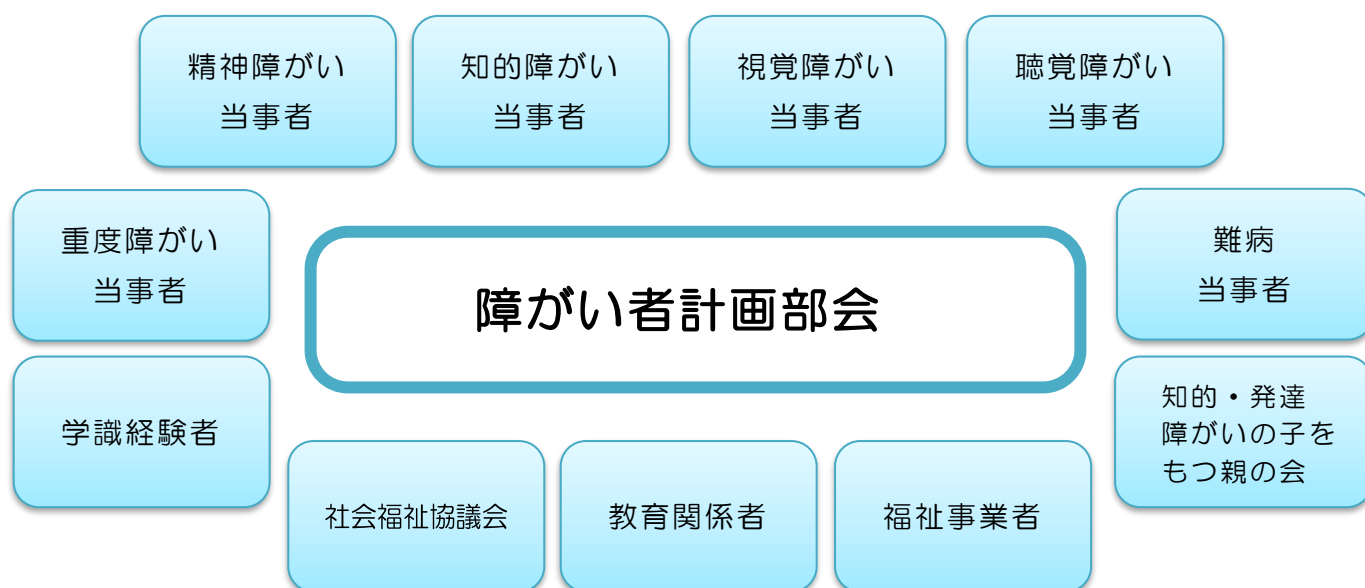 精神障がい
当事者
知的障がい
当事者
視覚障がい
当事者
聴覚障がい
当事者
重度障がい
当事者
障がい者計画部会
難病
当事者
学識経験者
知的・発達
障がいの子を
もつ親の会
社会福祉協議会
教育関係者
福祉事業者